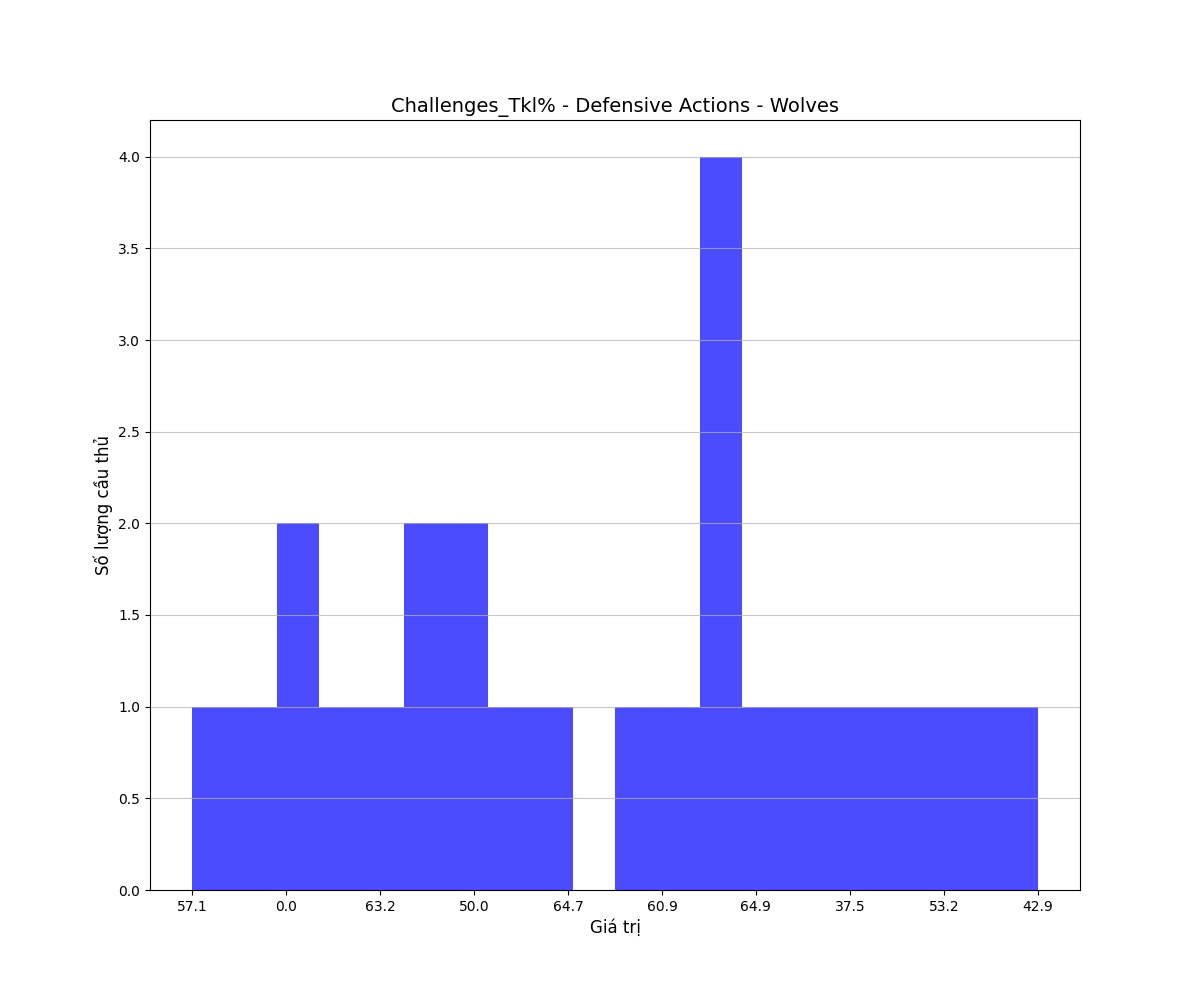 Challenges_Tkl% - Defensive Actions - Wolves
4.0
3.5
3.0
2.5
2.0
1.5
1.0
0.5
0.0
Số lượng cầu thủ
57.1 0.0 63.2 50.0 64.7 60.9 64.9 37.5 53.2 42.9
Giá trị